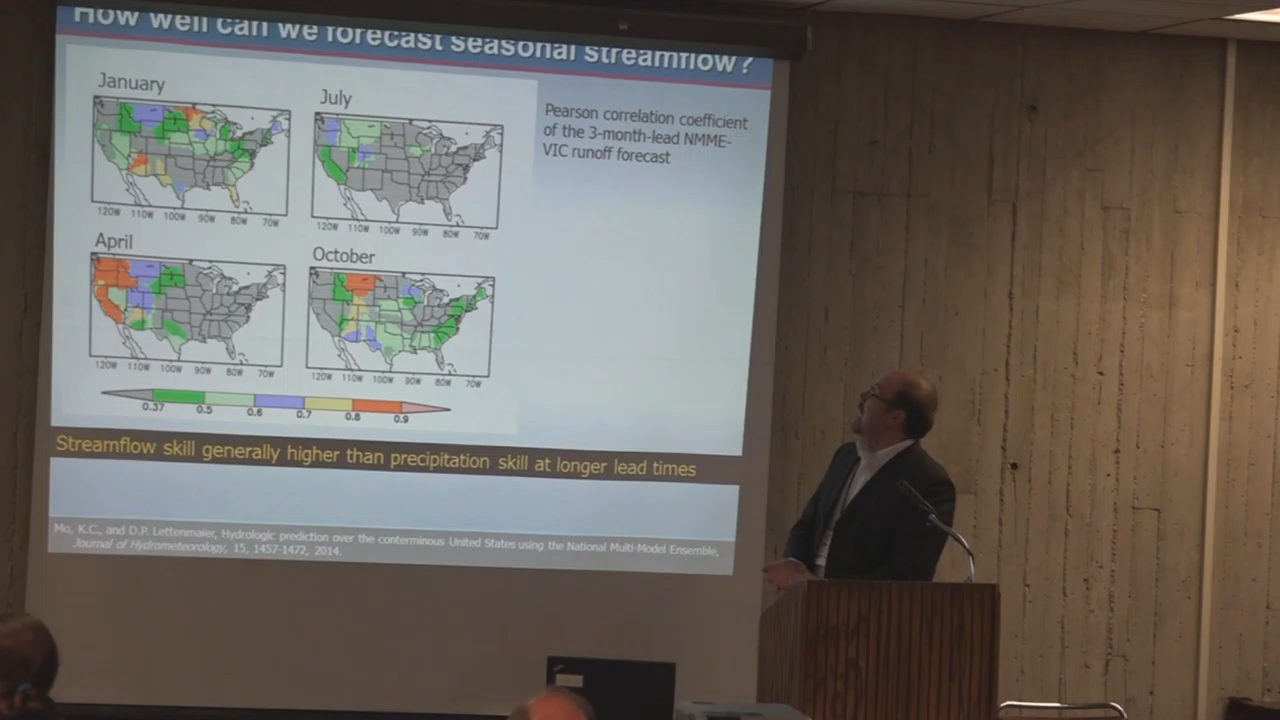 How well can we forecast seasonal streamflow?
January
July
Pearson correlation coefficient
of the 3-month-lead NMME-
VIC runoff forecast
120W 110W 100W 90W 80W 70W
120W 110W 100W 90W 80W 70W
April
October
120W 110W 100W 90W 80W 70W
120W 110W 100W 90W 80W 70W
0.37 0.5 0.6 0.7 0.8 0.9
Streamflow skill generally higher than precipitation skill at longer lead times
Mo, K.C., and D.P. Lettenmaier, Hydrologic prediction over the conterminous United States using the National Multi-Model Ensemble,
Journal of Hydrometeorology, 15, 1457-1472, 2014.